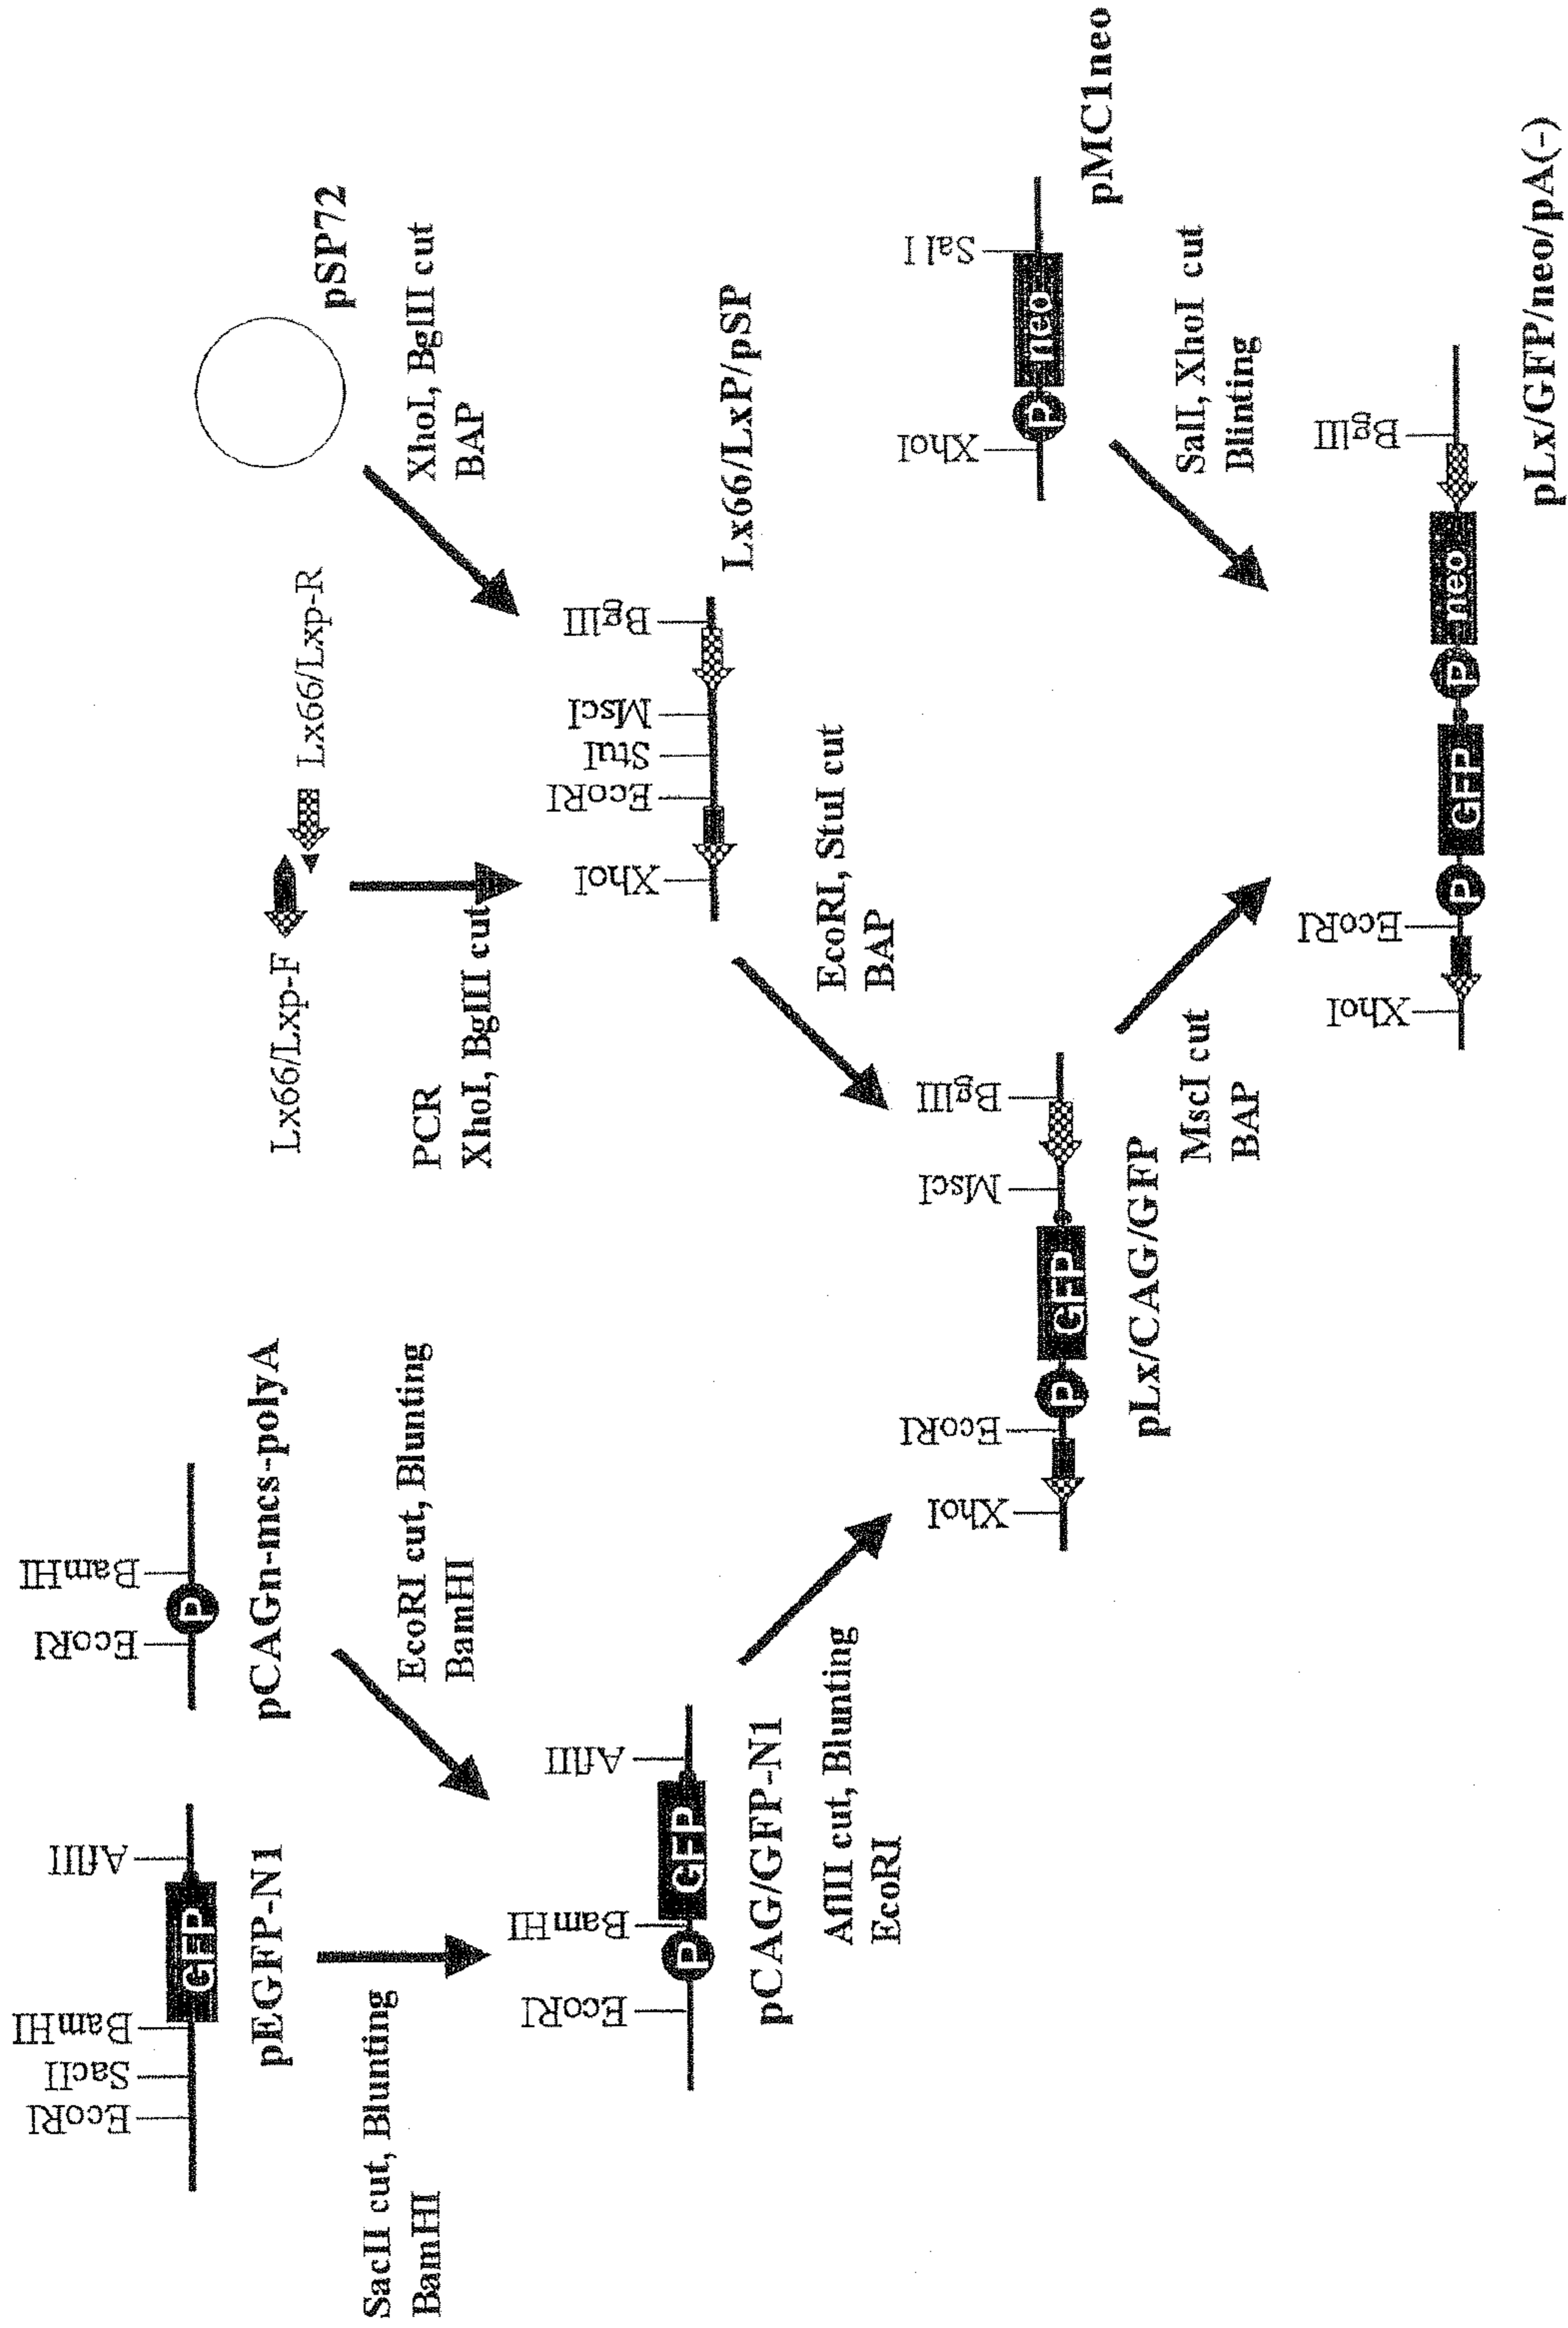 EcoRI
SacII
BamHI
GFP
AflII
pEGFP-N1
EcoRI
P
BamHI
pCAGn-mcs-polyA
SacII cut, Blunting
BamHI
EcoRI cut, Blunting
BamHI
EcoRI
P
BamHI
GFP
AflII
pCAG/GFP-N1
AflII cut, Blunting
EcoRI
Lx66/Lxp-F
Lx66/Lxp-R
pSP72
PCR
XhoI, BglII cut
XhoI, BglII cut
BAP
XhoI
EcoRI
StuI
MscI
BglII
Lx66/LxP/pSP
EcoRI, StuI cut
BAP
XhoI
EcoRI
P
GFP
MscI
BglII
pLx/CAG/GFP
MscI cut
BAP
XhoI
P
neo
Sal I
pMC1neo
SalI, XhoI cut
Blinting
XhoI
EcoRI
P
GFP
P
neo
BglII
pLx/GFP/neo/pA(-)